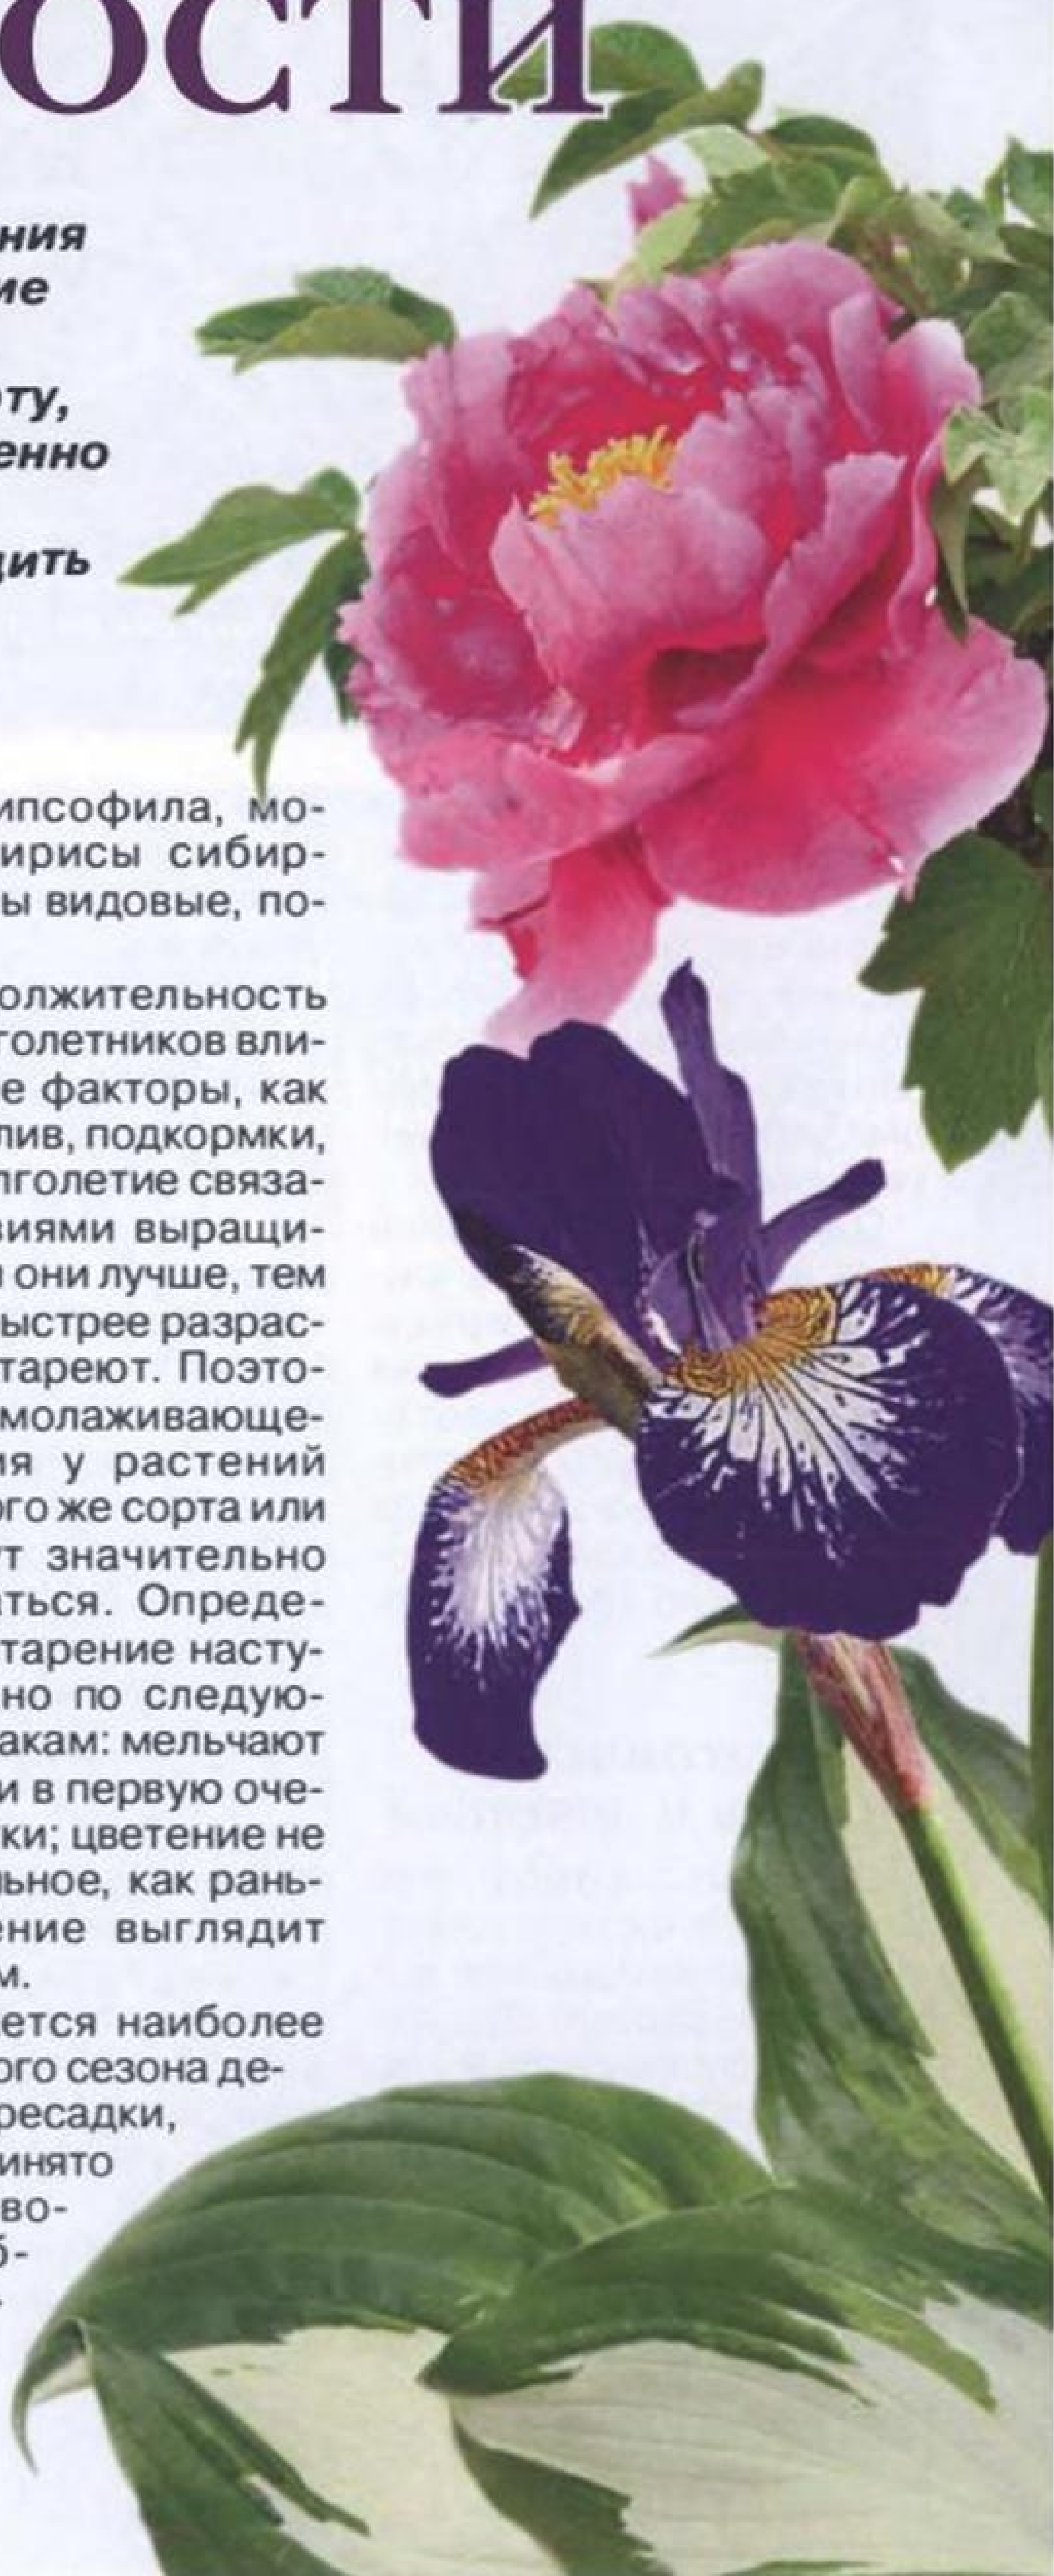 ости
ния
ие
ту,
енно
дить
ипсофила, мо-
ирисы сибир-
ы видовые, по-
олжительность
голетников вли-
е факторы, как
лив, подкормки,
лголетие связа-
виями выращи-
они лучше, тем
ыстрее разрас-
тареют. Поэто-
молаживающе-
ия у растений
ого же сорта или
ут значительно
аться. Опреде-
тарение насту-
но по следую-
акам: мельчают
и в первую оче-
ки; цветение не
льное, как рань-
ение выглядит
м.
ется наиболее
ого сезона де-
ресадки,
инято
во-
б-